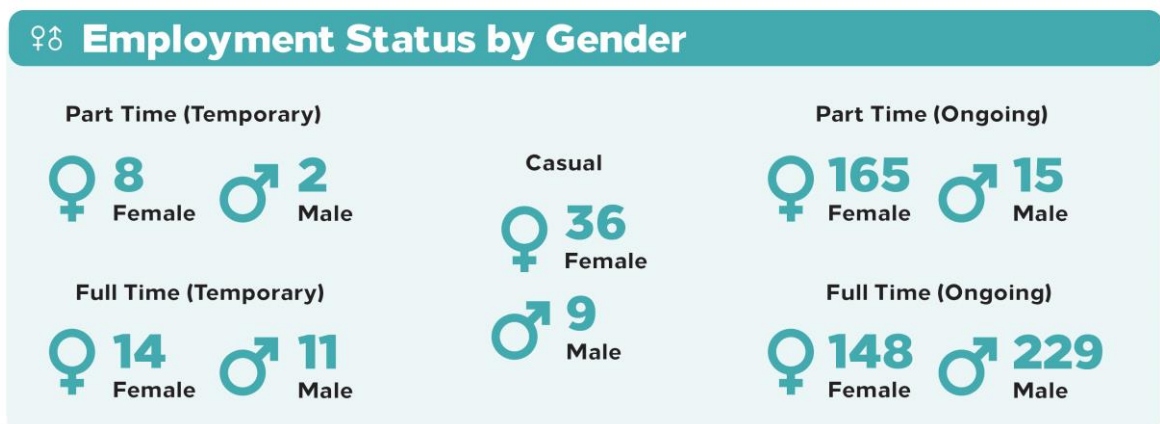 Employment Status by Gender
Part Time (Temporary)
8
Female
2
Male
Full Time (Temporary)
14
Female
11
Male
Casual
36
Female
9
Male
Part Time (Ongoing)
165
Female
15
Male
Full Time (Ongoing)
148
Female
229
Male